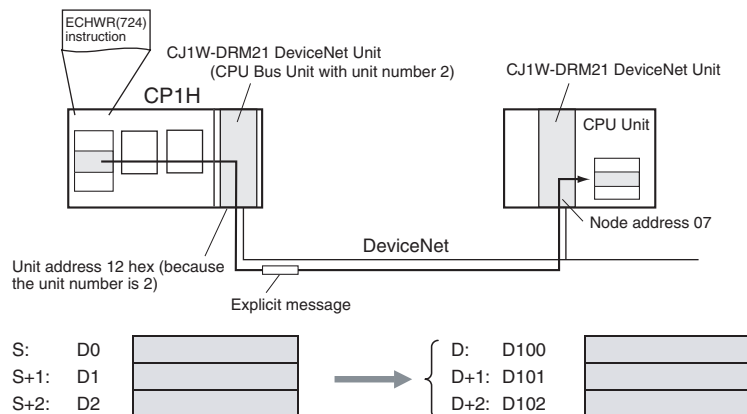 ECHWR(724)
instruction
CJ1W-DRM21 DeviceNet Unit
(CPU Bus Unit with unit number 2)
CP1H
CJ1W-DRM21 DeviceNet Unit
CPU Unit
Node address 07
DeviceNet
Unit address 12 hex (because
the unit number is 2)
Explicit message
S: D0
D: D100
S+1: D1
D+1: D101
S+2: D2
D+2: D102